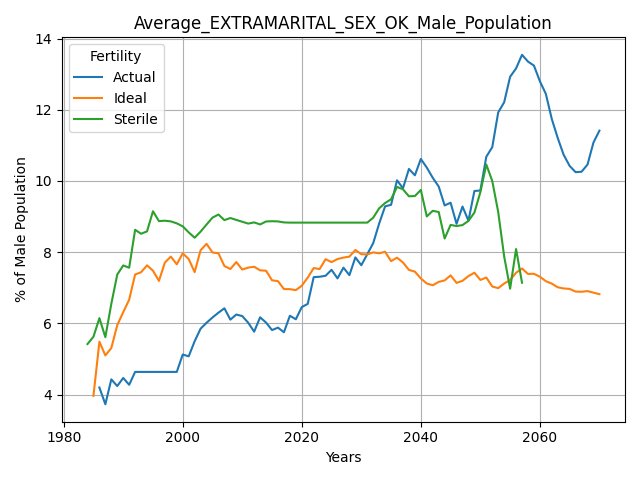 Average_EXTRAMARITAL_SEX_OK_Male_Population
Fertility
Actual
Ideal
Sterile
% of Male Population
14
12
10
8
6
4
1980
2000
2020
2040
2060
Years